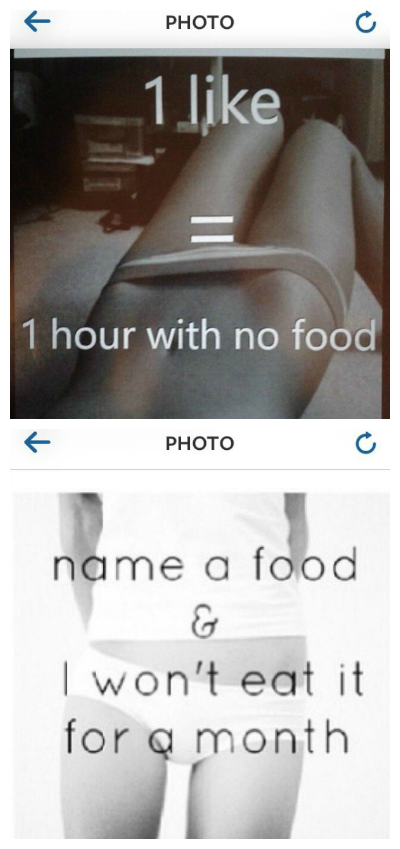 PHOTO
1 like
=
1 hour with no food
PHOTO
name a food
&
I won't eat it
for a month